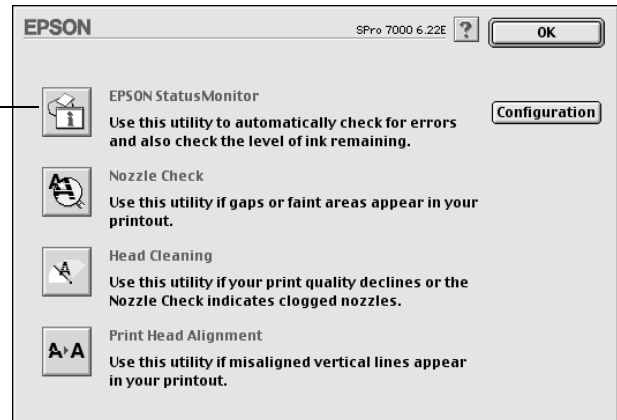 EPSON
SPro 7000 6.22E
?
OK
EPSON StatusMonitor
Use this utility to automatically check for errors
and also check the level of ink remaining.
Configuration
Nozzle Check
Use this utility if gaps or faint areas appear in your
printout.
Head Cleaning
Use this utility if your print quality declines or the
Nozzle Check indicates clogged nozzles.
A▸A
Print Head Alignment
Use this utility if misaligned vertical lines appear
in your printout.